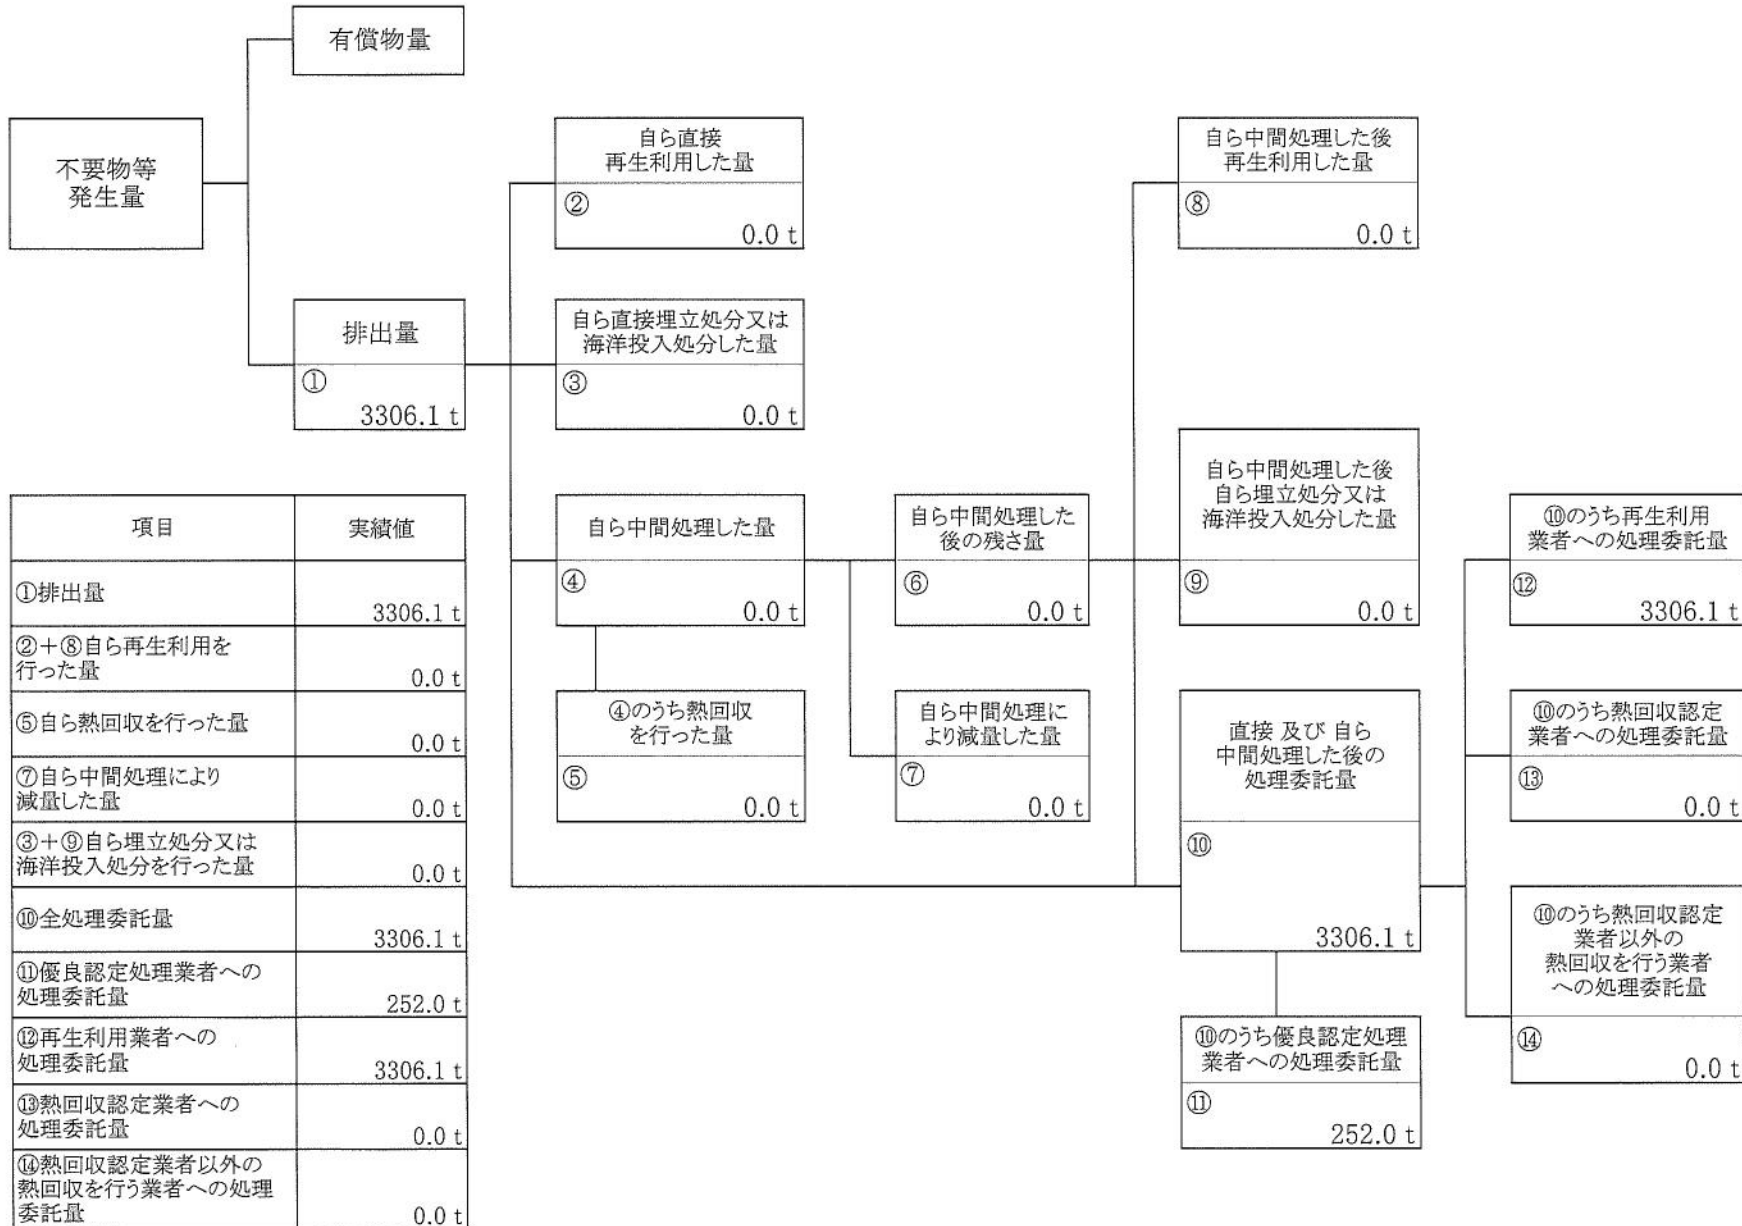 有償物量
不要物等
発生量
自ら直接
再生利用した量
②
0.0 t
自ら中間処理した後
再生利用した量
⑧
0.0 t
排出量
①
3306.1 t
自ら直接埋立処分又は
海洋投入処分した量
③
0.0 t
自ら中間処理した量
④
0.0 t
自ら中間処理した
後の残さ量
⑥
0.0 t
自ら中間処理した後
自ら埋立処分又は
海洋投入処分した量
⑨
0.0 t
⑩のうち再生利用
業者への処理委託量
⑫
3306.1 t
④のうち熱回収
を行った量
⑤
0.0 t
自ら中間処理に
より減量した量
⑦
0.0 t
直接 及び 自ら
中間処理した後の
処理委託量
⑩
3306.1 t
⑩のうち熱回収認定
業者への処理委託量
⑬
0.0 t
⑩のうち熱回収認定
業者以外の
熱回収を行う業者
への処理委託量
⑭
0.0 t
⑩のうち優良認定処理
業者への処理委託量
⑪
252.0 t
項目 実績値
①排出量
3306.1 t
②+⑧自ら再生利用を
行った量
0.0 t
⑤自ら熱回収を行った量
0.0 t
⑦自ら中間処理により
減量した量
0.0 t
③+⑨自ら埋立処分又は
海洋投入処分を行った量
0.0 t
⑩全処理委託量
3306.1 t
⑪優良認定処理業者への
処理委託量
252.0 t
⑫再生利用業者への
処理委託量
3306.1 t
⑬熱回収認定業者への
処理委託量
0.0 t
⑭熱回収認定業者以外の
熱回収を行う業者への処理
委託量
0.0 t